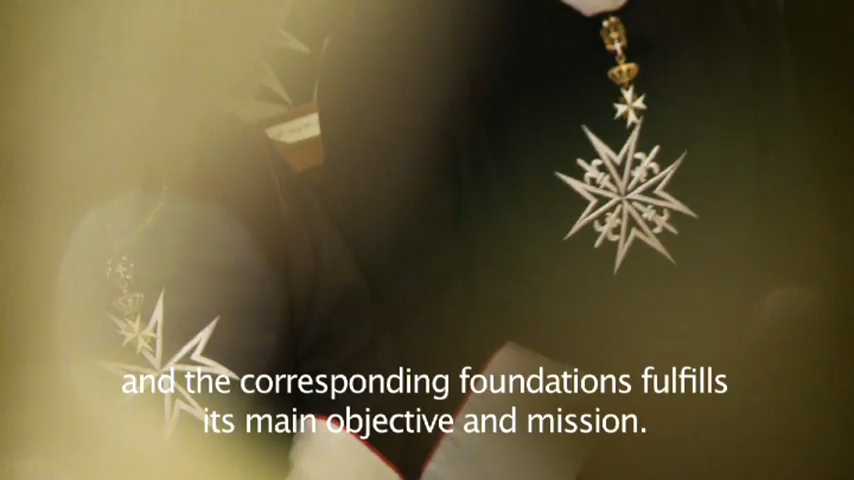 and the corresponding foundations fulfills
its main objective and mission.